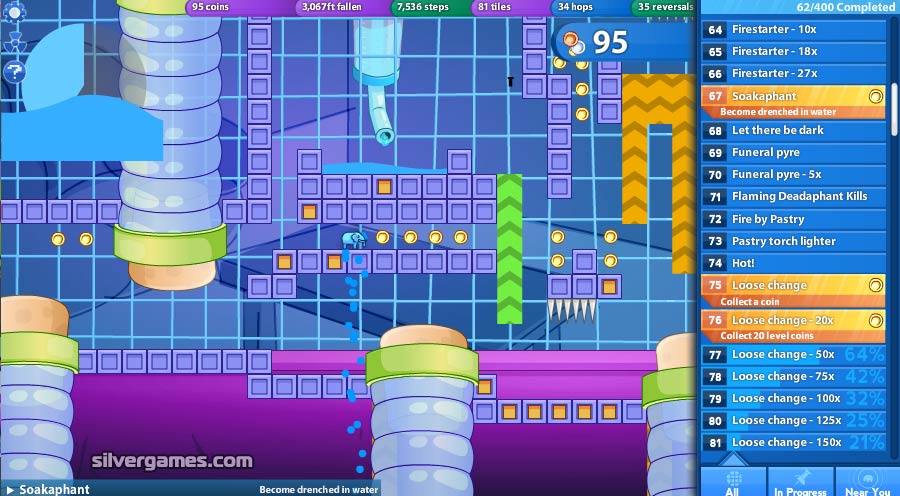 95 coins
3,067ft fallen
7,536 steps
81 tiles
34 hops
35 reversals
62/400 Completed
95
?
64 Firestarter - 10x
65 Firestarter - 18x
66 Firestarter - 27x
67 Soakaphant
Become drenched in water
68 Let there be dark
69 Funeral pyre
70 Funeral pyre - 5x
71 Flaming Deadaphant Kills
72 Fire by Pastry
73 Pastry torch lighter
74 Hot!
75 Loose change
Collect a coin
76 Loose change - 20x
Collect 20 level coins
77 Loose change - 50x 64%
78 Loose change - 75x 42%
79 Loose change - 100x 32%
80 Loose change - 125x 25%
81 Loose change - 150x 21%
silvergames.com
Soakaphant
Become drenched in water
All
In Progress
Near You